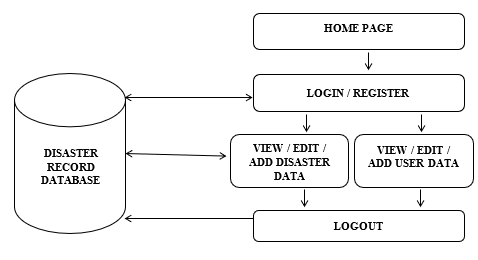 HOME PAGE
LOGIN / REGISTER
DISASTER
RECORD
DATABASE
VIEW / EDIT /
ADD DISASTER
DATA
VIEW / EDIT /
ADD USER DATA
LOGOUT